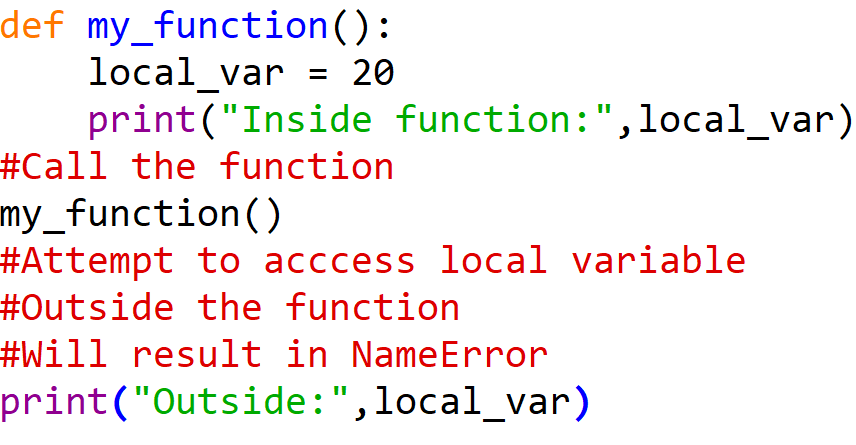 def my_function():
    local_var = 20
    print("Inside function:",local_var)
#Call the function
my_function()
#Attempt to acccess local variable
#Outside the function
#Will result in NameError
print("Outside:",local_var)